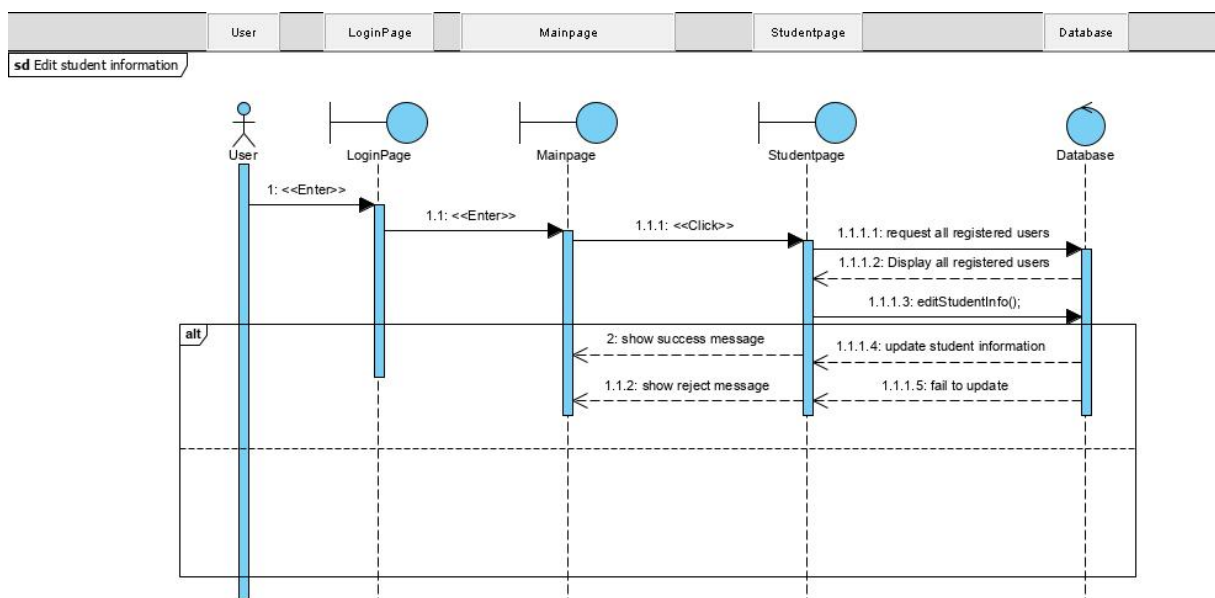 User
LoginPage
Mainpage
Studentpage
Database
sd Edit student information
User
LoginPage
Mainpage
Studentpage
Database
1: <<Enter>>
1.1: <<Enter>>
1.1.1: <<Click>>
1.1.1.1: request all registered users
1.1.1.2: Display all registered users
1.1.1.3: editStudentInfo();
alt
2: show success message
1.1.1.4: update student information
1.1.2: show reject message
1.1.1.5: fail to update